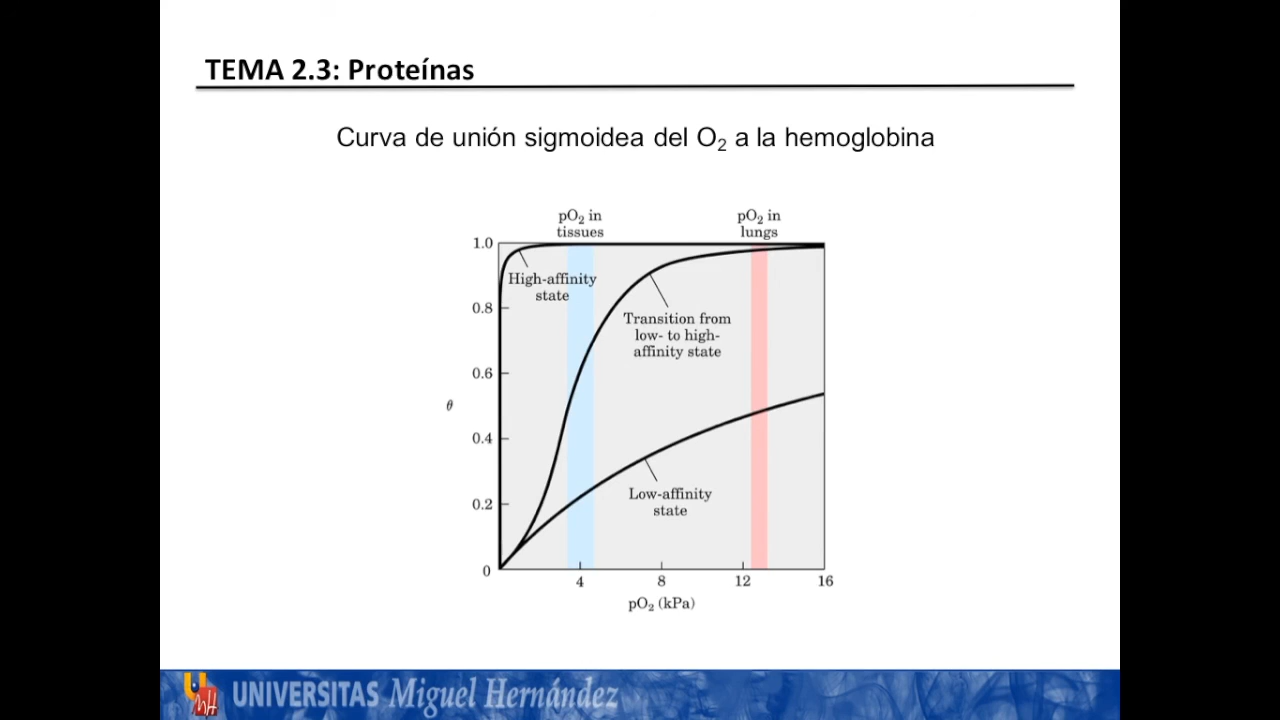 TEMA 2.3: Proteínas
Curva de unión sigmoidea del O₂ a la hemoglobina
pO₂ in
tissues
pO₂ in
lungs
1.0
High-affinity
state
0.8
Transition from
low- to high-
affinity state
0.6
θ
0.4
Low-affinity
state
0.2
0
4
8
12
16
pO₂ (kPa)
UNIVERSITAS Miguel Hernández